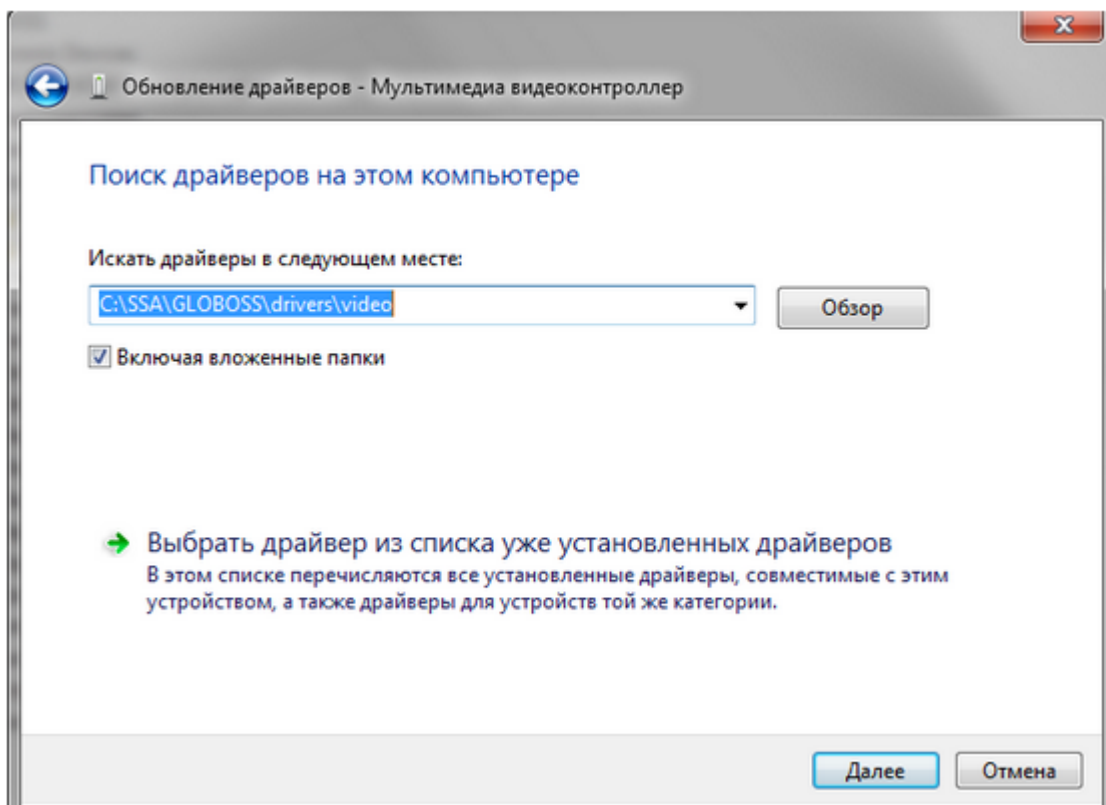 Обновление драйверов - Мультимедиа видеоконтроллер
Поиск драйверов на этом компьютере
Искать драйверы в следующем месте:
C:\SSA\GLOBOSS\drivers\video
Обзор
Включая вложенные папки
Выбрать драйвер из списка уже установленных драйверов
В этом списке перечисляются все установленные драйверы, совместимые с этим
устройством, а также драйверы для устройств той же категории.
Далее
Отмена